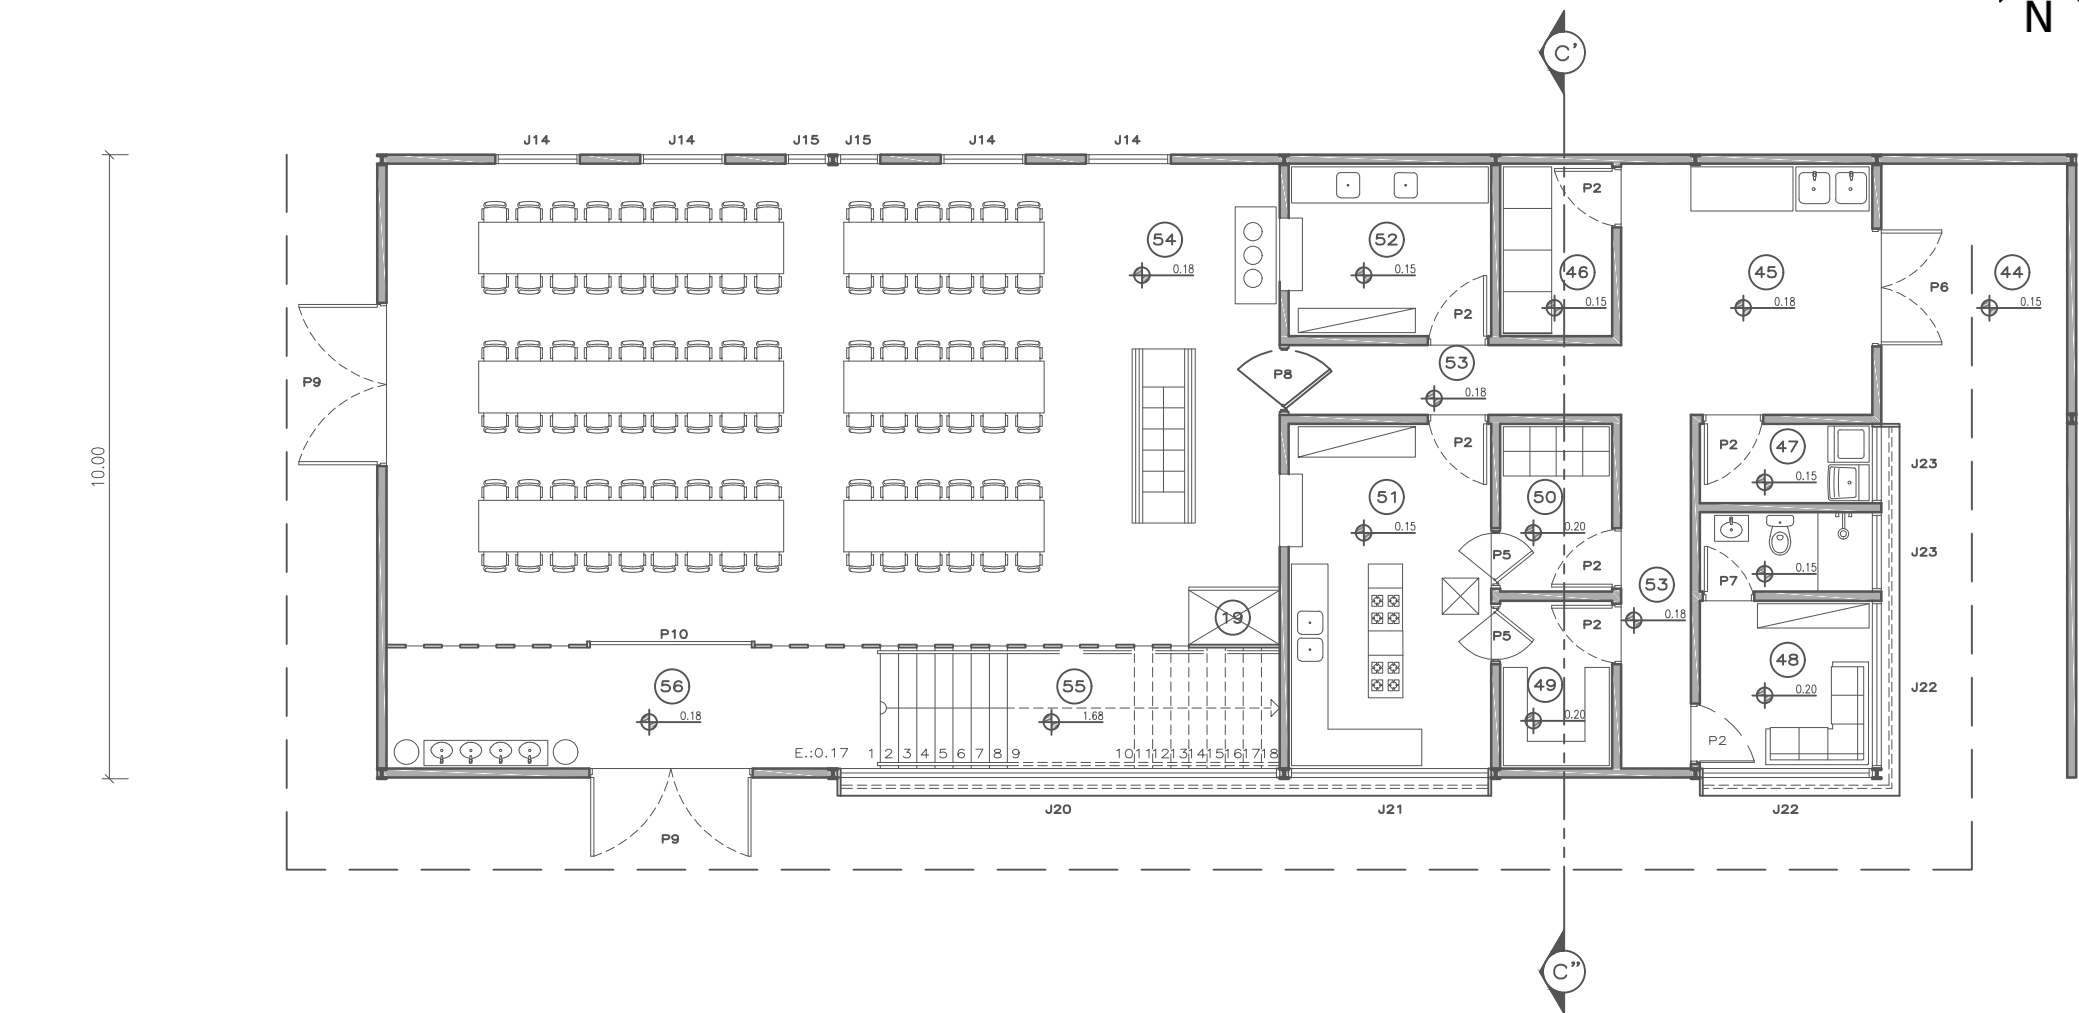 N
C'
J14 J14 J15 J15 J14 J14
54
0.18
52
0.15
P2
46
0.15
P2
45
0.18
P6
44
0.15
P9
P8
53
0.18
10.00
51
0.15
P2
50
0.20
P5
P2
47
0.15
P2
J23
0.15
P7
J23
53
0.18
19
P10
56
0.18
55
1.68
P5
P2
49
0.20
48
0.20
P2
J22
E.:0.17 1 2 3 4 5 6 7 8 9 10 11 12 13 14 15 16 17 18
J20 J21 J22
P9
C"